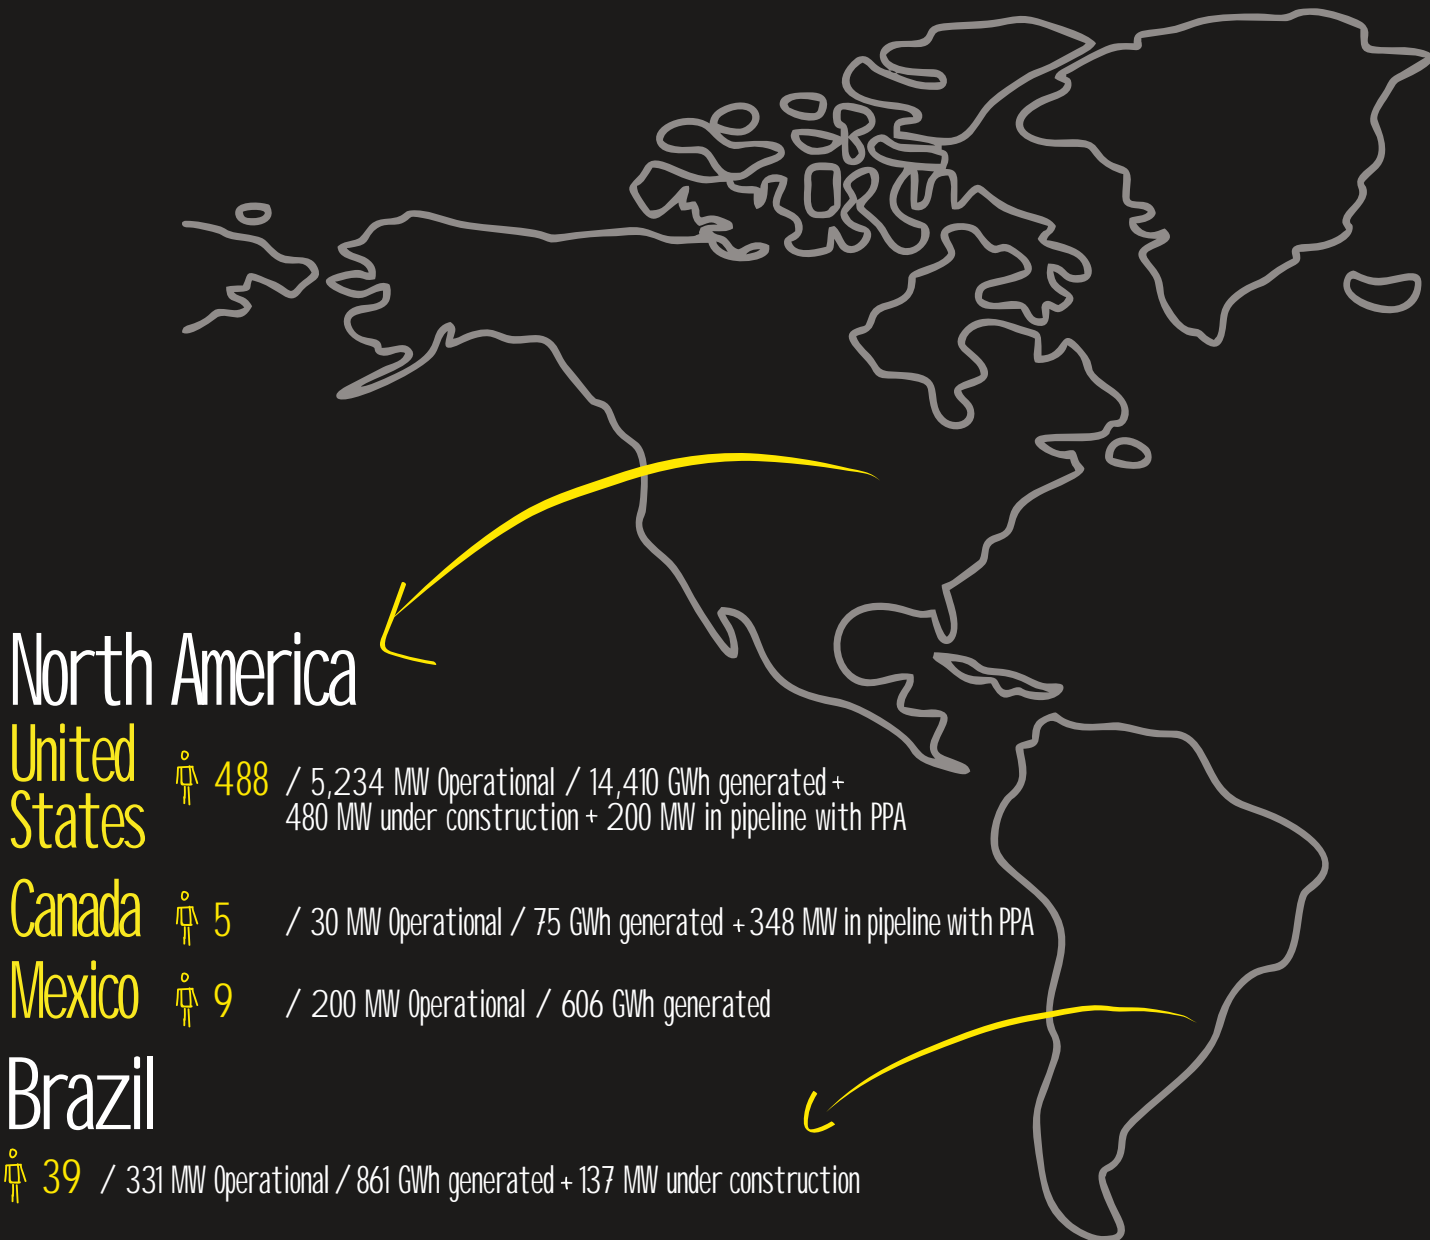 North America
United
States
488 / 5,234 MW Operational / 14,410 GWh generated +
480 MW under construction + 200 MW in pipeline with PPA
Canada 5 / 30 MW Operational / 75 GWh generated + 348 MW in pipeline with PPA
Mexico 9 / 200 MW Operational / 606 GWh generated
Brazil
39 / 331 MW Operational / 861 GWh generated + 137 MW under construction